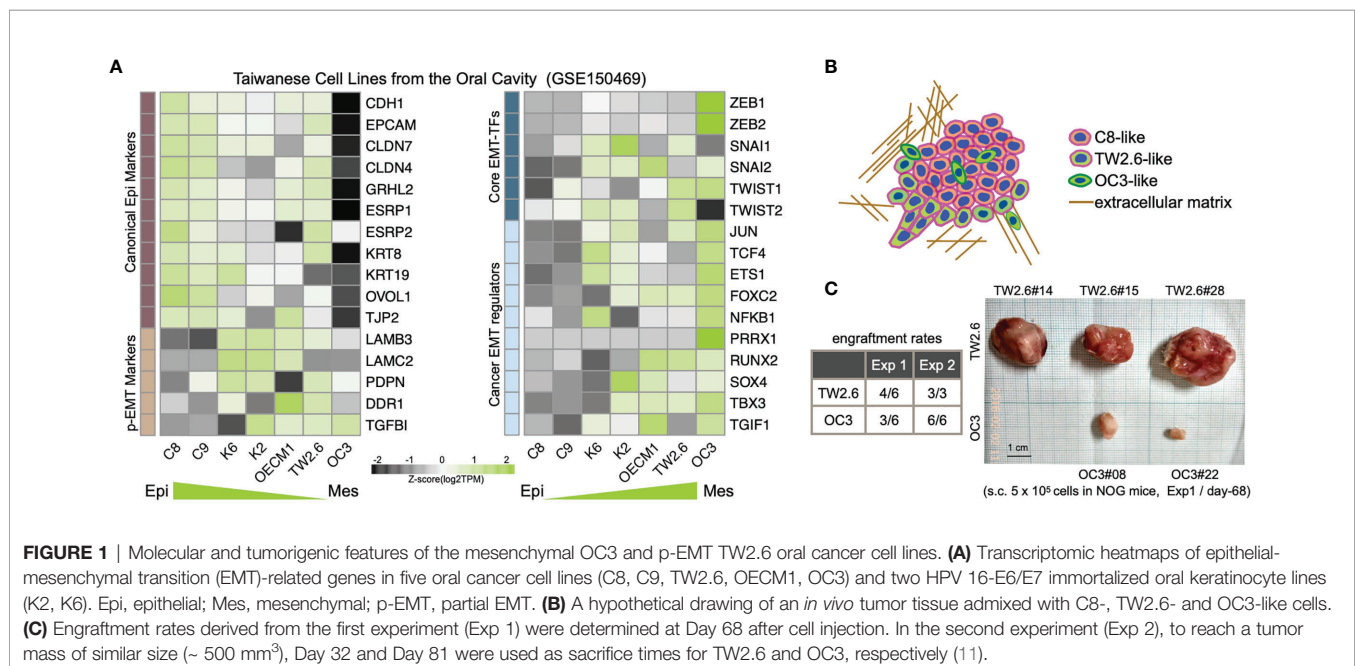 A
Taiwanese Cell Lines from the Oral Cavity (GSE150469)
Canonical Epi Markers
CDH1
EPCAM
CLDN7
CLDN4
GRHL2
ESRP1
ESRP2
KRT8
KRT19
OVOL1
TJP2
p-EMT Markers
LAMB3
LAMC2
PDPN
DDR1
TGFBI
C8 C9 K6 K2 OECM1 TW2.6 OC3
Epi Mes
Core EMT-TFs
ZEB1
ZEB2
SNAI1
SNAI2
TWIST1
TWIST2
Cancer EMT regulators
JUN
TCF4
ETS1
FOXC2
NFKB1
PRRX1
RUNX2
SOX4
TBX3
TGIF1
C8 C9 K6 K2 OECM1 TW2.6 OC3
Epi Mes
-2 -1 0 1 2
Z-score(log2TPM)
B
C8-like
TW2.6-like
OC3-like
extracellular matrix
C
engraftment rates
Exp 1 Exp 2
TW2.6 4/6 3/3
OC3 3/6 6/6
TW2.6#14 TW2.6#15 TW2.6#28
TW2.6
OC3
1 cm
OC3#08 OC3#22
(s.c. 5 x 10⁵ cells in NOG mice, Exp1 / day-68)
FIGURE 1 | Molecular and tumorigenic features of the mesenchymal OC3 and p-EMT TW2.6 oral cancer cell lines. (A) Transcriptomic heatmaps of epithelial-
mesenchymal transition (EMT)-related genes in five oral cancer cell lines (C8, C9, TW2.6, OECM1, OC3) and two HPV 16-E6/E7 immortalized oral keratinocyte lines
(K2, K6). Epi, epithelial; Mes, mesenchymal; p-EMT, partial EMT. (B) A hypothetical drawing of an in vivo tumor tissue admixed with C8-, TW2.6- and OC3-like cells.
(C) Engraftment rates derived from the first experiment (Exp 1) were determined at Day 68 after cell injection. In the second experiment (Exp 2), to reach a tumor
mass of similar size (~ 500 mm³), Day 32 and Day 81 were used as sacrifice times for TW2.6 and OC3, respectively (11).